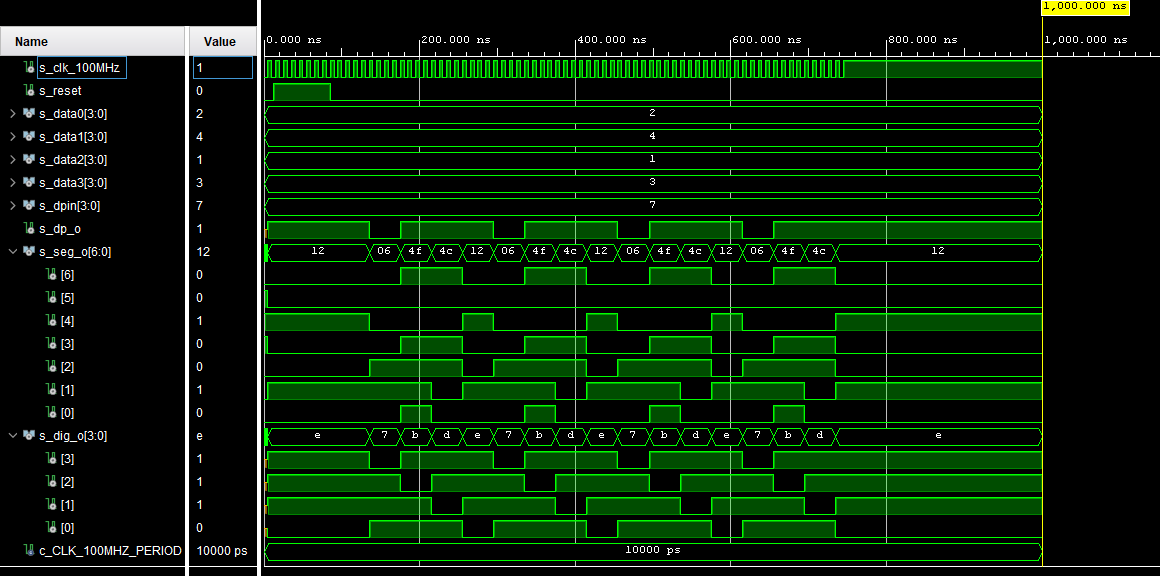 1,000.000 ns
Name Value 0.000 ns 200.000 ns 400.000 ns 600.000 ns 800.000 ns 1,000.000 ns
s_clk_100MHz 1
s_reset 0
s_data0[3:0] 2 2
s_data1[3:0] 4 4
s_data2[3:0] 1 1
s_data3[3:0] 3 3
s_dpin[3:0] 7 7
s_dp_o 1
s_seg_o[6:0] 12 12 06 4f 4c 12 06 4f 4c 12 06 4f 4c 12 06 4f 4c 12
[6] 0
[5] 0
[4] 1
[3] 0
[2] 0
[1] 1
[0] 0
s_dig_o[3:0] e e 7 b d e 7 b d e 7 b d e 7 b d e
[3] 1
[2] 1
[1] 1
[0] 0
c_CLK_100MHZ_PERIOD 10000 ps 10000 ps